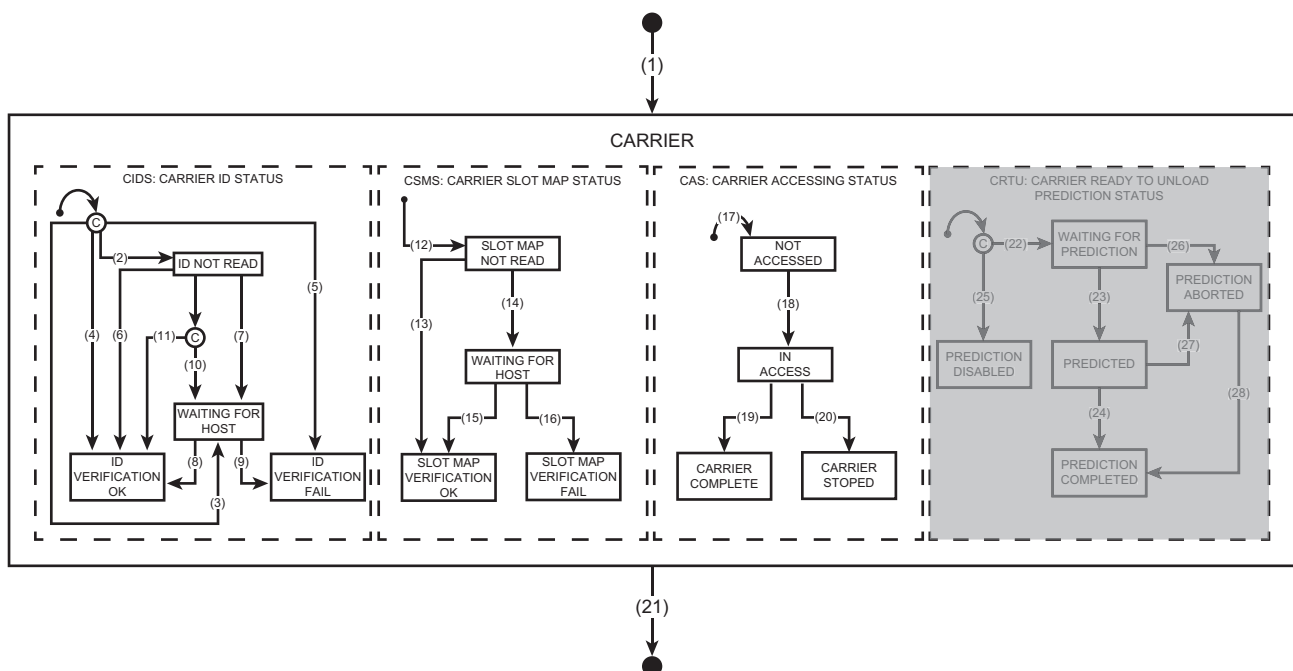 (1)
CARRIER
CIDS: CARRIER ID STATUS
C
(2)
ID NOT READ
(4)
(6)
(11)
C
(7)
(5)
(10)
WAITING FOR
HOST
(8)
(9)
ID
VERIFICATION
OK
(3)
ID
VERIFICATION
FAIL
CSMS: CARRIER SLOT MAP STATUS
(12)
SLOT MAP
NOT READ
(13)
(14)
WAITING FOR
HOST
(15)
(16)
SLOT MAP
VERIFICATION
OK
SLOT MAP
VERIFICATION
FAIL
CAS: CARRIER ACCESSING STATUS
(17)
NOT
ACCESSED
(18)
IN
ACCESS
(19)
(20)
CARRIER
COMPLETE
CARRIER
STOPED
CRTU: CARRIER READY TO UNLOAD
PREDICTION STATUS
C
(22)
WAITING FOR
PREDICTION
(26)
PREDICTION
ABORTED
(25)
(23)
(27)
PREDICTION
DISABLED
PREDICTED
(24)
(28)
PREDICTION
COMPLETED
(21)